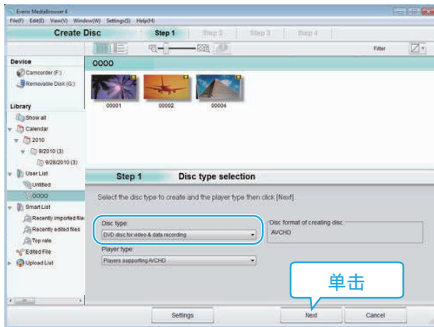 Everio MediaBrowser 4
File(F) Edit(E) View(V) Window(W) Settings(S) Help(H)
Create Disc Step 1 Step 2 Step 3 Step 4
Filter
Device
Camcorder (F:)
Removable Disk (G:)
0000
00001 00002 00004
Library
Show all
Calendar
2010
9/2010 (3)
9/28/2010 (3)
User List
Untitled
0000
Smart List
Recently imported file
Recently edited files
Top rate
Edited File
Upload List
Step 1 Disc type selection
Select the disc type to create and the player type then click [Next].
Disc type:
DVD disc for video & data recording
Player type:
Players supporting AVCHD
Disc format of creating disc.
AVCHD
单击
Settings Next Cancel